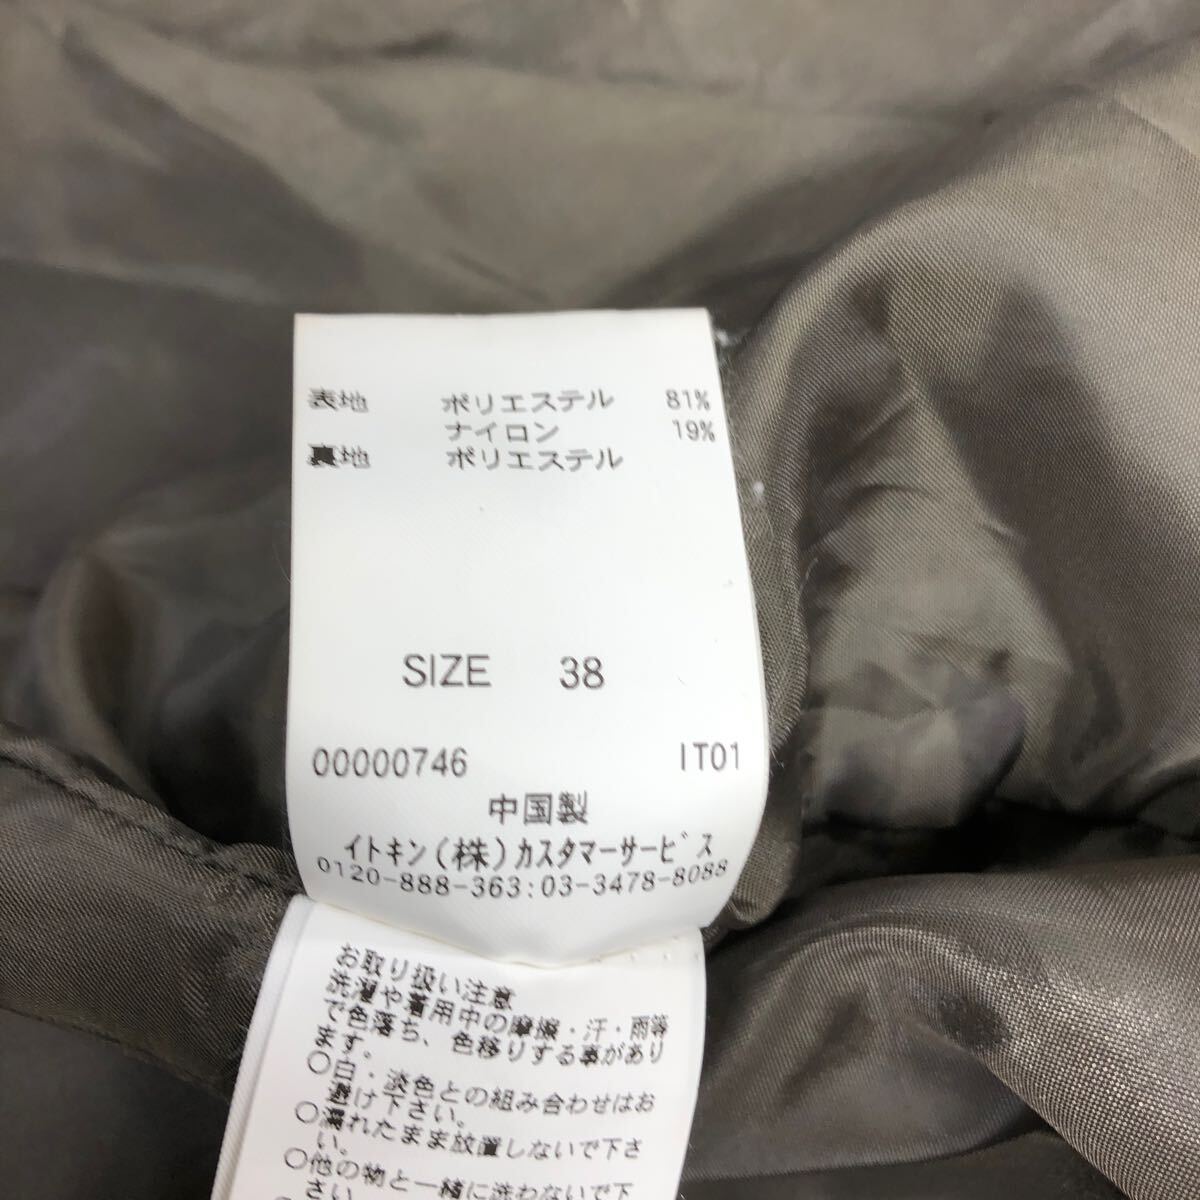 表地 ポリエステル 81%
ナイロン 19%
裏地 ポリエステル
SIZE 38
00000746 IT01
中国製
イトキン(株)カスタマーサービス
0120-888-363:03-3478-8088
お取り扱い注意
洗濯や着用中の摩擦・汗・雨等
で色落ち、色移りする事があり
ます。
○白・淡色との組み合わせはお
避け下さい。
○濡れたまま放置しないで下さ
い。
○他の物と一緒に洗わないで下
さい。